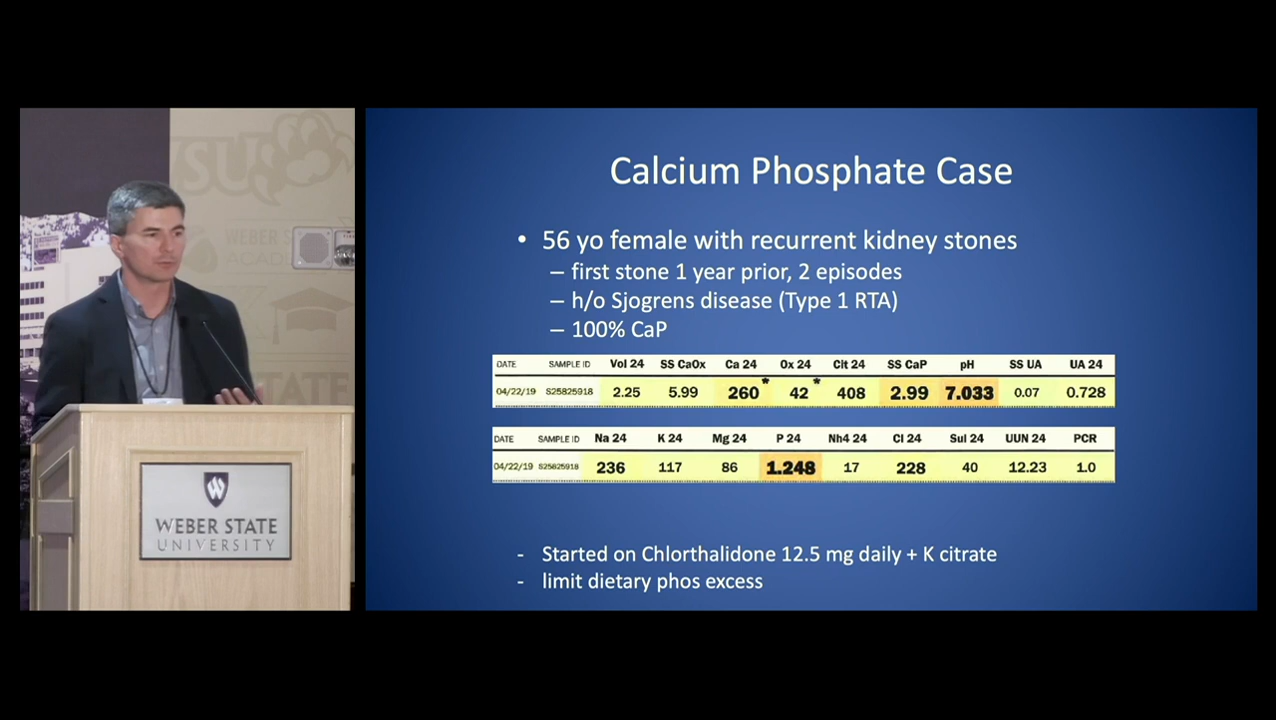 WSU
WEBER S
ACAD
STATE
WEBER STATE
UNIVERSITY
Calcium Phosphate Case
• 56 yo female with recurrent kidney stones
– first stone 1 year prior, 2 episodes
– h/o Sjogrens disease (Type 1 RTA)
– 100% CaP
DATE SAMPLE ID Vol 24 SS CaOx Ca 24 Ox 24 Cit 24 SS CaP pH SS UA UA 24
04/22/19 S25825918 2.25 5.99 260* 42* 408 2.99 7.033 0.07 0.728
DATE SAMPLE ID Na 24 K 24 Mg 24 P 24 Nh4 24 Cl 24 Sul 24 UUN 24 PCR
04/22/19 S25825918 236 117 86 1.248 17 228 40 12.23 1.0
- Started on Chlorthalidone 12.5 mg daily + K citrate
- limit dietary phos excess